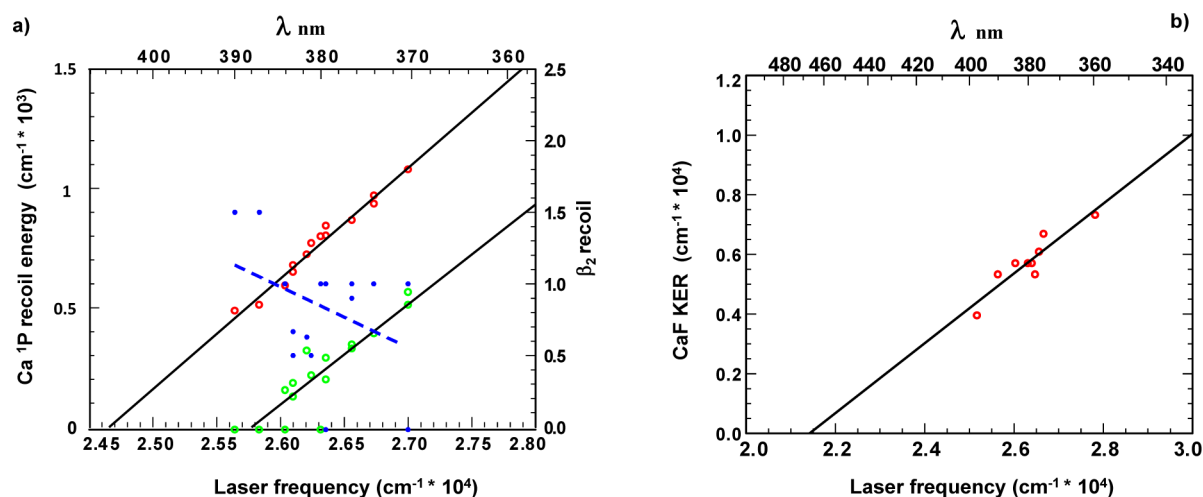 a)
λ nm
400 390 380 370 360
1.5 2.5
2.0
1 1.5
1.0
0.5
0.5
0 0.0
2.45 2.50 2.55 2.60 2.65 2.70 2.75 2.80
Ca ¹P recoil energy (cm⁻¹ * 10³)
β₂ recoil
Laser frequency (cm⁻¹ * 10⁴)
b)
λ nm
480 460 440 420 400 380 360 340
1.2
1.0
0.8
0.6
0.4
0.2
0.0
2.0 2.2 2.4 2.6 2.8 3.0
CaF KER (cm⁻¹ * 10⁴)
Laser frequency (cm⁻¹ * 10⁴)